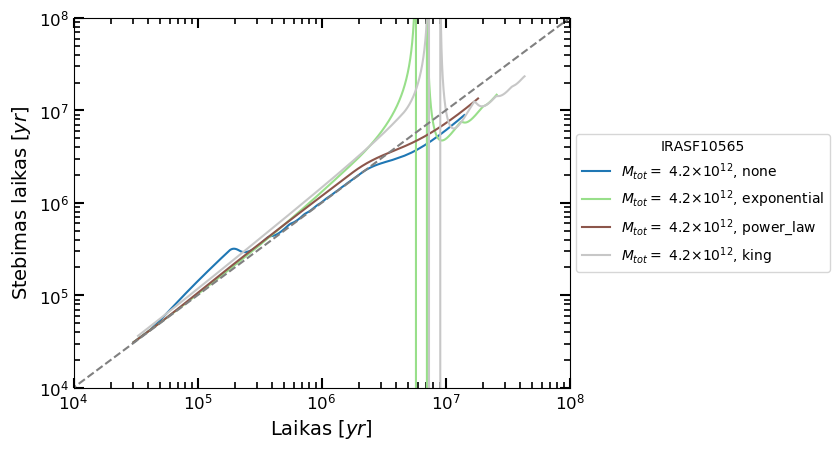 10^8
10^7
10^6
10^5
10^4
Stebimas laikas [yr]
10^4 10^5 10^6 10^7 10^8
Laikas [yr]
IRASF10565
M_tot = 4.2×10^12, none
M_tot = 4.2×10^12, exponential
M_tot = 4.2×10^12, power_law
M_tot = 4.2×10^12, king